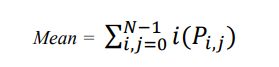 Mean = ∑_{i,j=0}^{N−1} i(P_{i,j})